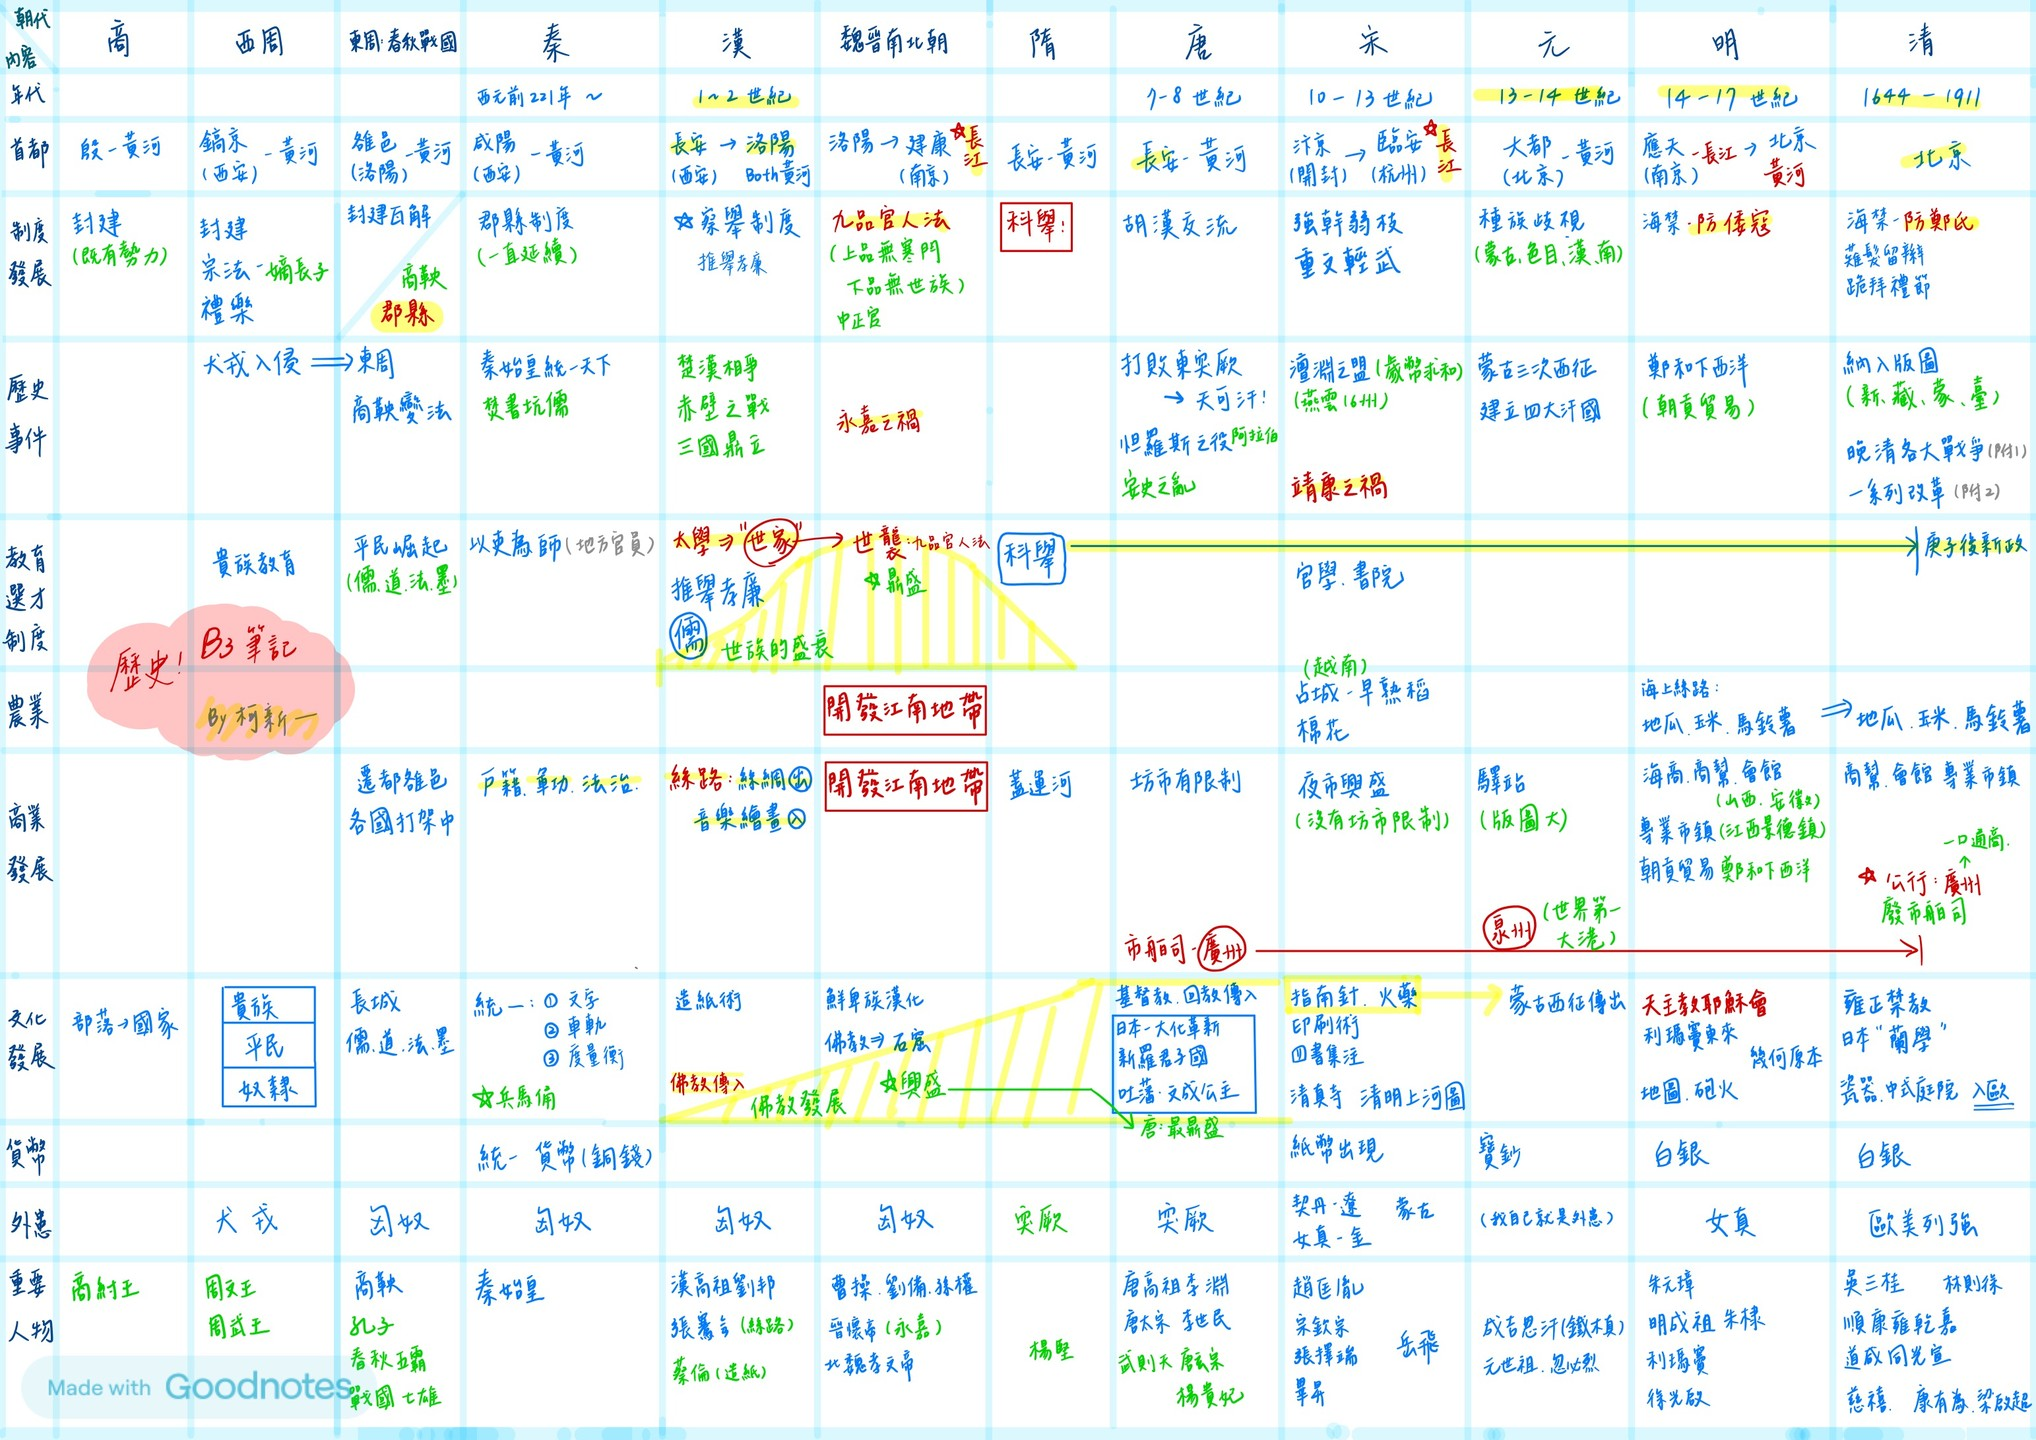 朝代
內容
商
西周
東周:春秋戰國
秦
漢
魏晉南北朝
隋
唐
宋
元
明
清
年代
西元前221年 ~
1~2 世紀
7-8 世紀
10-13世紀
13-14 世紀
14-17 世紀
1644-1911
首都
殷-黃河
鎬京
(西安)
-黃河
雒邑
(洛陽)
-黃河
咸陽
(西安)
-黃河
長安→洛陽
(西安) Both黃河
洛陽→建康
(南京)
☆長江
長安-黃河
長安-黃河
汴京→臨安
(開封) (杭州)
☆長江
大都
(北京)
-黃河
應天-長江→北京
(南京) 黃河
北京
制度
發展
封建
(既有勢力)
封建
宗法-嫡長子
禮樂
封建瓦解
商鞅
郡縣
郡縣制度
(一直延續)
☆察舉制度
推舉孝廉
九品官人法
(上品無寒門
下品無世族)
中正官
科舉!
胡漢交流
強幹弱枝
重文輕武
種族歧視
(蒙古.色目.漢.南)
海禁-防倭寇
海禁-防鄭氏
薙髮留辮
跪拜禮節
歷史
事件
犬戎入侵⇒東周
商鞅變法
秦始皇統一天下
焚書坑儒
楚漢相爭
赤壁之戰
三國鼎立
永嘉之禍
打敗東突厥
→天可汗!
怛羅斯之役阿拉伯
安史之亂
澶淵之盟(歲幣求和)
(燕雲16州)
靖康之禍
蒙古三次西征
建立四大汗國
鄭和下西洋
(朝貢貿易)
納入版圖
(新、藏、蒙、臺)
晚清各大戰爭(附1)
一系列改革(附2)
教育
選才
制度
貴族教育
平民崛起
(儒.道.法.墨)
以吏為師(地方官員)
太學⇒"世家"
推舉孝廉
儒
世族的盛衰
世襲:九品官人法
☆鼎盛
科舉
官學.書院
庚子後新政
歷史!
B3筆記
By 柯新一
農業
開發江南地帶
(越南)
占城-早熟稻
棉花
海上絲路:
地瓜.玉米.馬鈴薯
⇒地瓜.玉米.馬鈴薯
商業
發展
遷都雒邑
各國打架中
戶籍.軍功.法治.
絲路:絲綢出
音樂繪畫入
開發江南地帶
蓋運河
坊市有限制
市舶司-廣州
夜市興盛
(沒有坊市限制)
驛站
(版圖大)
泉州
(世界第一
大港)
海商.商幫.會館
(山西.安徽)
專業市鎮(江西景德鎮)
朝貢貿易 鄭和下西洋
商幫.會館 專業市鎮
一口通商.
↑
☆公行:廣州
廢市舶司
文化
發展
部落→國家
貴族
平民
奴隸
長城
儒.道.法.墨
統一:①文字
②車軌
③度量衡
☆兵馬俑
造紙術
佛教傳入
佛教發展
鮮卑族漢化
佛教⇒石窟
☆興盛
基督教.回教傳入
日本-大化革新
新羅君子國
吐蕃-文成公主
唐:最鼎盛
指南針.火藥
印刷術
四書集注
清真寺 清明上河圖
蒙古西征傳出
天主教耶穌會
利瑪竇東來
幾何原本
地圖.砲火
雍正禁教
日本"蘭學"
瓷器.中式庭院 入歐
貨幣
統一 貨幣(銅錢)
紙幣出現
寶鈔
白銀
白銀
外患
犬戎
匈奴
匈奴
匈奴
匈奴
突厥
突厥
契丹-遼 蒙古
女真-金
(我自己就是外患)
女真
歐美列強
重要
人物
商紂王
周文王
周武王
商鞅
孔子
春秋五霸
戰國七雄
秦始皇
漢高祖劉邦
張騫(絲路)
蔡倫(造紙)
曹操.劉備.孫權
晉懷帝(永嘉)
北魏孝文帝
楊堅
唐高祖李淵
唐太宗 李世民
武則天 唐玄宗
楊貴妃
趙匡胤
宋欽宗
張擇端
畢昇
岳飛
成吉思汗(鐵木真)
元世祖.忽必烈
朱元璋
明成祖 朱棣
利瑪竇
徐光啟
吳三桂 林則徐
順康雍乾嘉
道咸同光宣
慈禧. 康有為.梁啟超
Made with Goodnotes